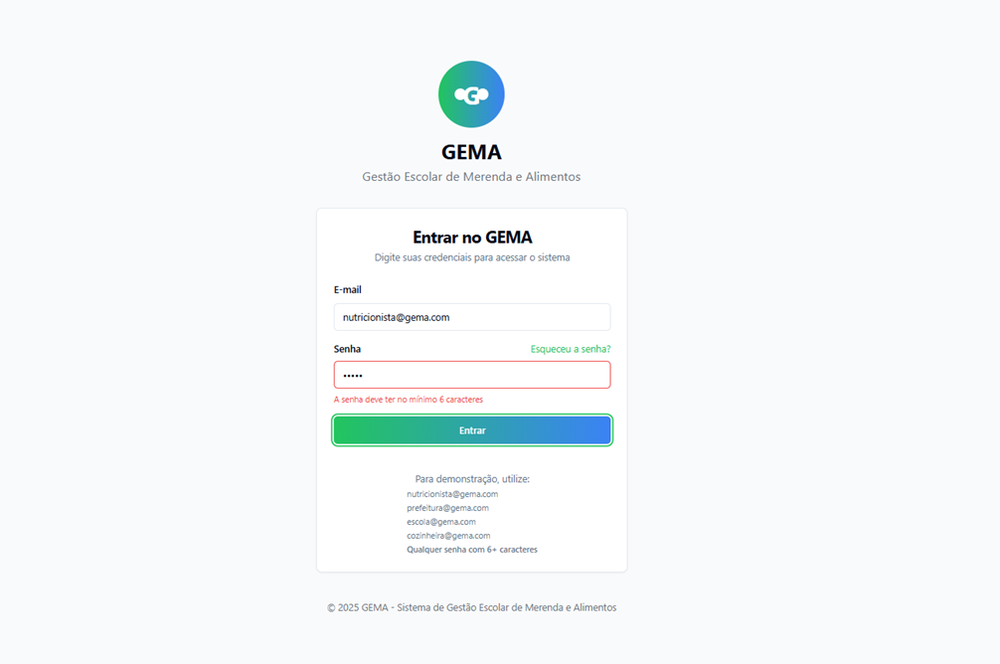 G
GEMA
Gestão Escolar de Merenda e Alimentos
Entrar no GEMA
Digite suas credenciais para acessar o sistema
E-mail
nutricionista@gema.com
Senha
Esqueceu a senha?
•••••
A senha deve ter no mínimo 6 caracteres
Entrar
Para demonstração, utilize:
nutricionista@gema.com
prefeitura@gema.com
escola@gema.com
cozinheira@gema.com
Qualquer senha com 6+ caracteres
© 2025 GEMA - Sistema de Gestão Escolar de Merenda e Alimentos